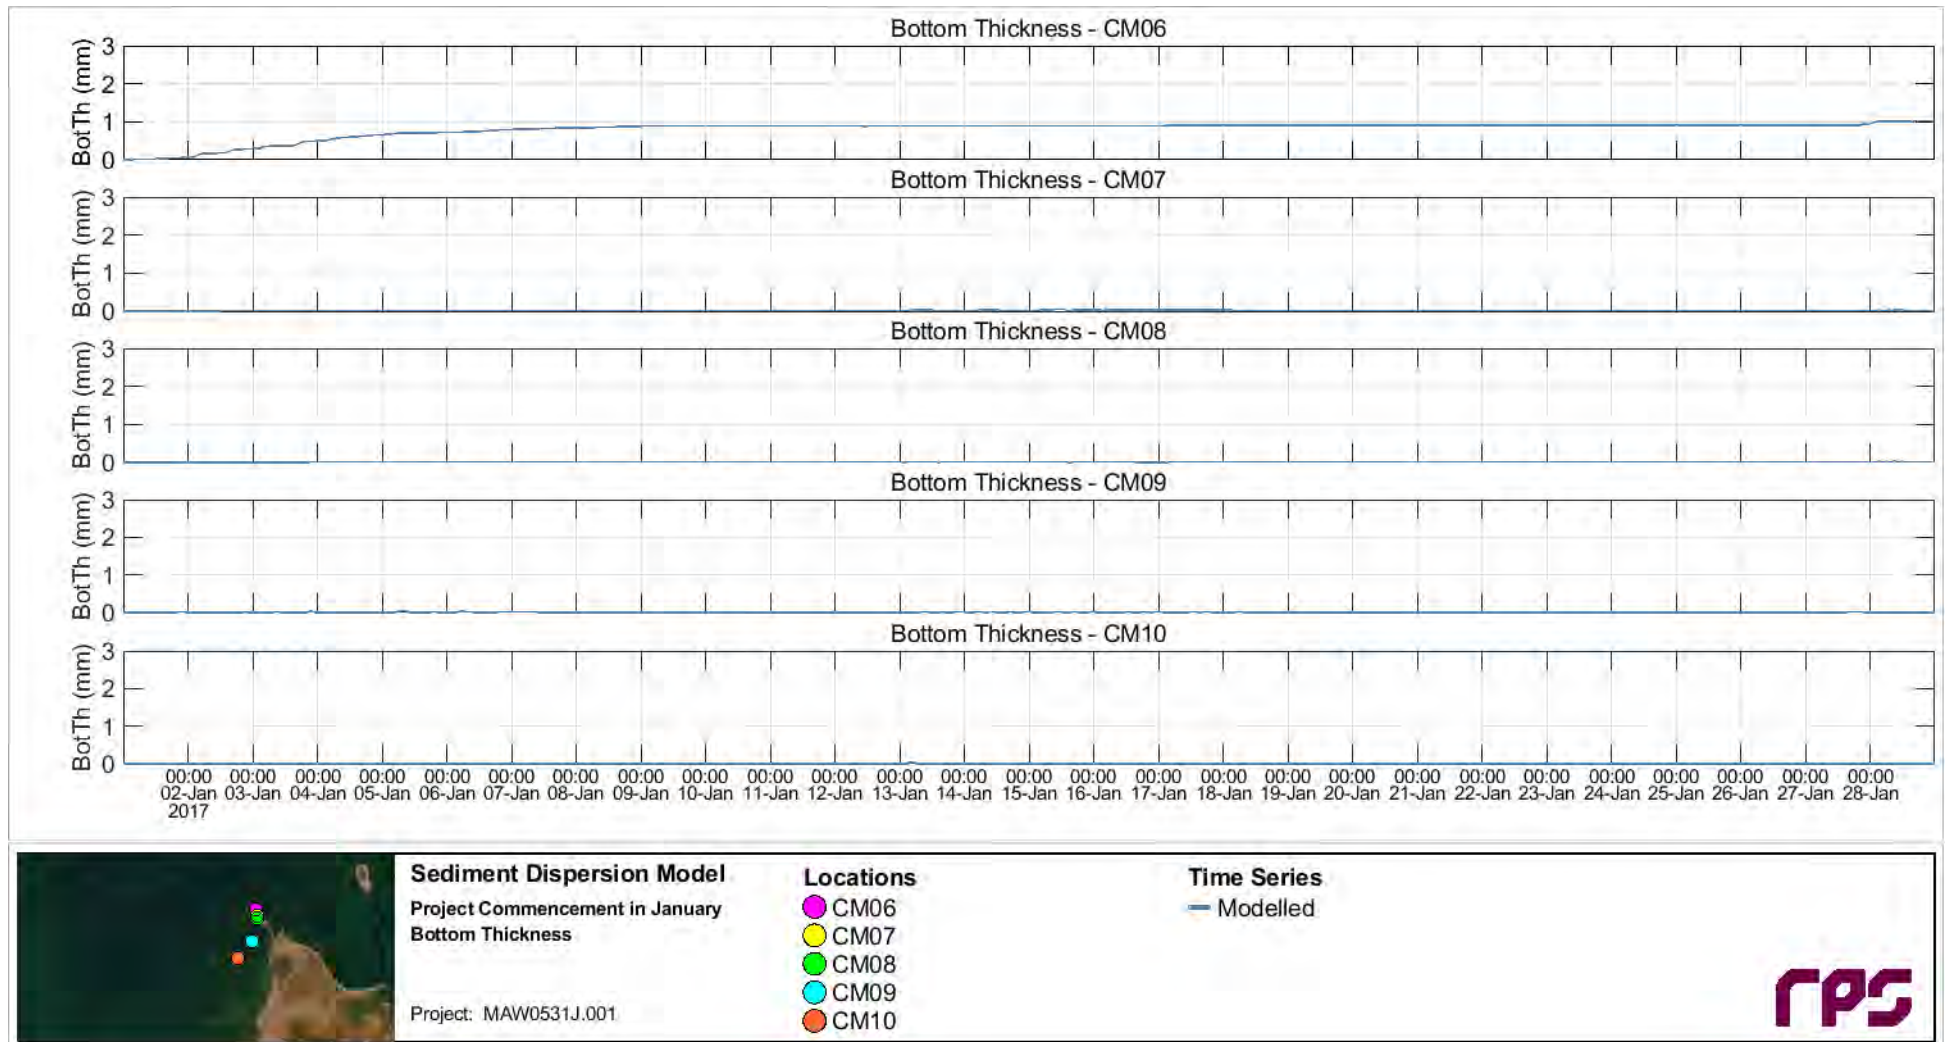 Bottom Thickness - CM06
3
2
1
0
BotTh (mm)
Bottom Thickness - CM07
3
2
1
0
BotTh (mm)
Bottom Thickness - CM08
3
2
1
0
BotTh (mm)
Bottom Thickness - CM09
3
2
1
0
BotTh (mm)
Bottom Thickness - CM10
3
2
1
0
BotTh (mm)
00:00 00:00 00:00 00:00 00:00 00:00 00:00 00:00 00:00 00:00 00:00 00:00 00:00 00:00 00:00 00:00 00:00 00:00 00:00 00:00 00:00 00:00 00:00 00:00 00:00 00:00 00:00
02-Jan 03-Jan 04-Jan 05-Jan 06-Jan 07-Jan 08-Jan 09-Jan 10-Jan 11-Jan 12-Jan 13-Jan 14-Jan 15-Jan 16-Jan 17-Jan 18-Jan 19-Jan 20-Jan 21-Jan 22-Jan 23-Jan 24-Jan 25-Jan 26-Jan 27-Jan 28-Jan
2017
Sediment Dispersion Model
Project Commencement in January
Bottom Thickness
Project: MAW0531J.001
Locations
CM06
CM07
CM08
CM09
CM10
Time Series
Modelled
rps